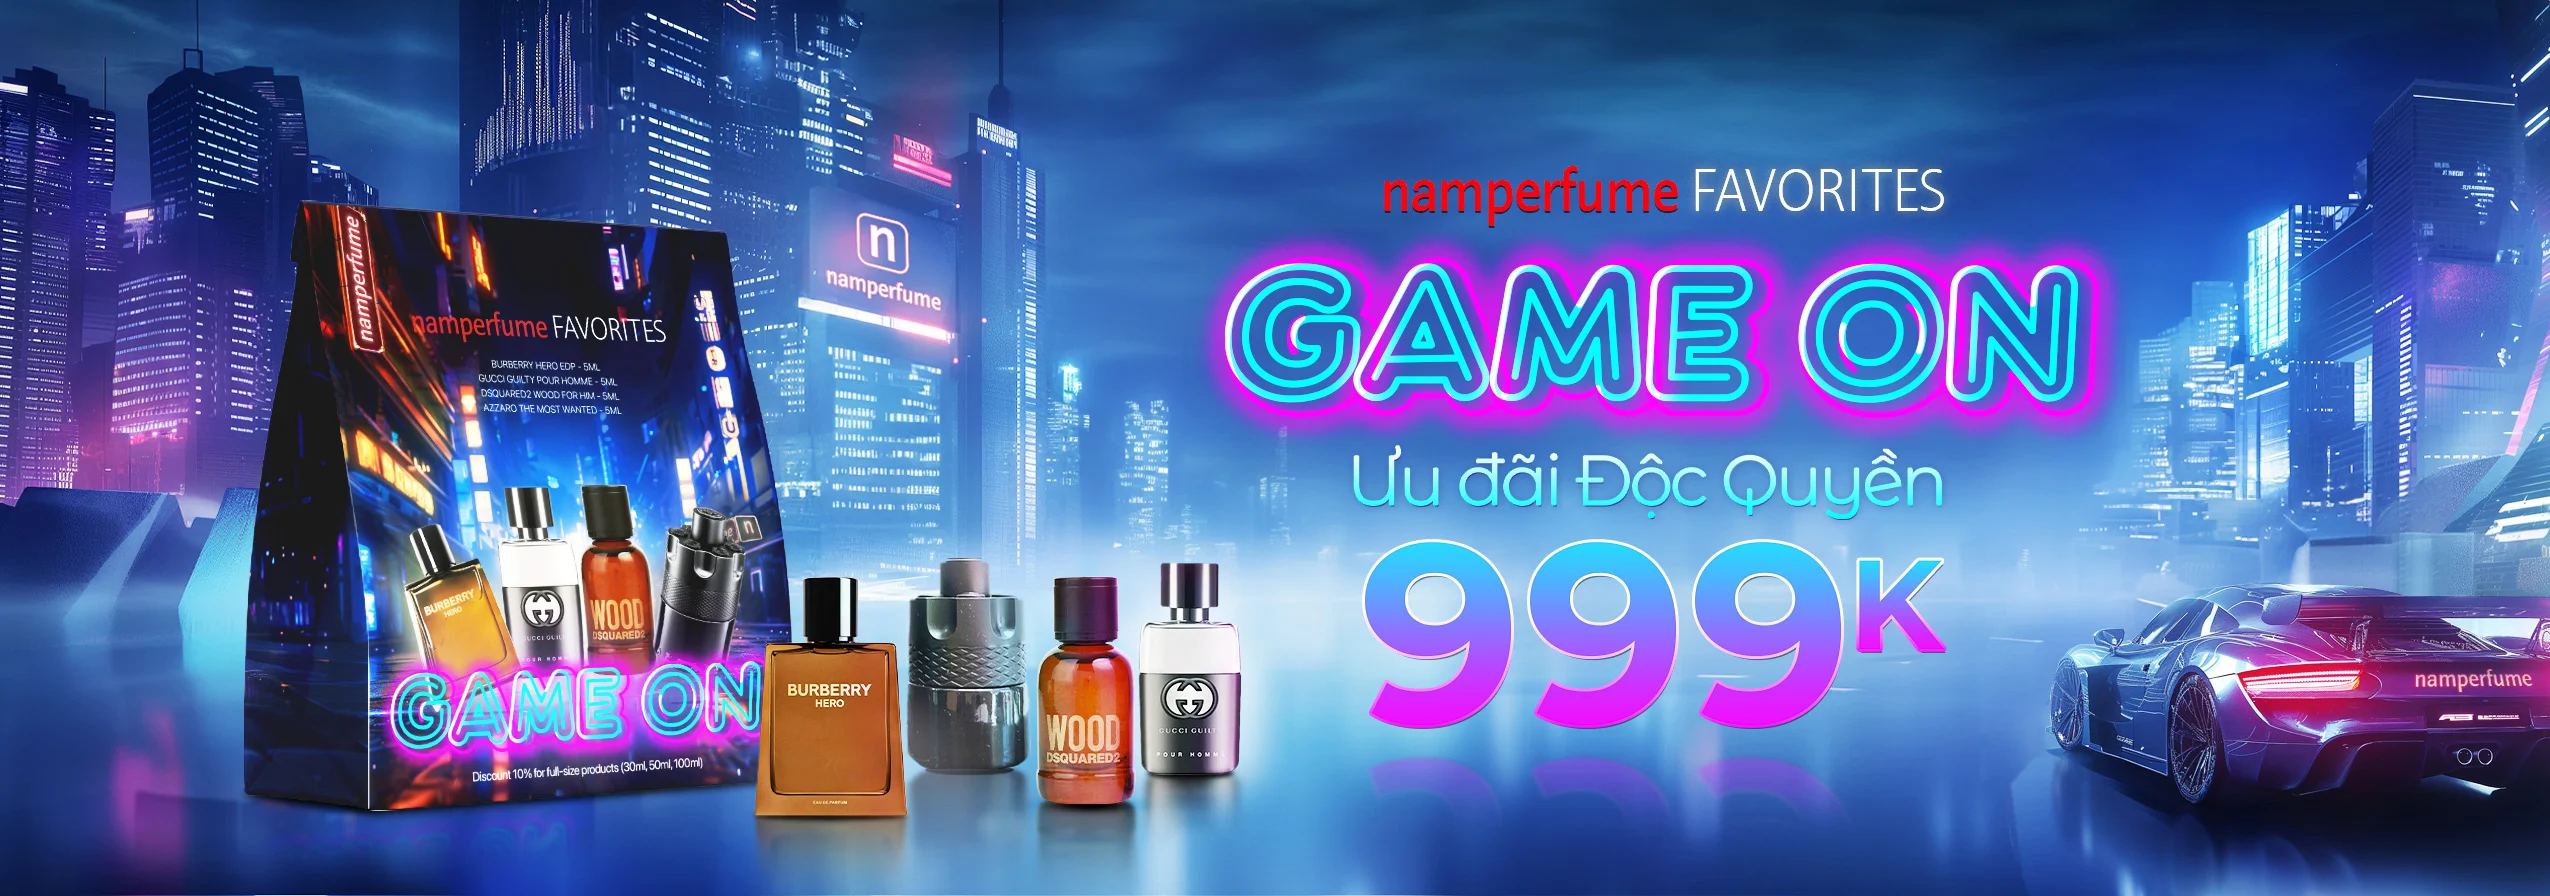 namperfume
namperfume FAVORITES
BURBERRY HERO EDP - 5ML
GUCCI GUILTY POUR HOMME - 5ML
DSQUARED2 WOOD FOR HIM - 5ML
AZZARO THE MOST WANTED - 5ML
BURBERRY
HERO
GUCCI GUILTY
POUR HOMME
WOOD
DSQUARED2
n
GAME ON
Discount 10% for full-size products (30ml, 50ml, 100ml)
n
namperfume
BURBERRY
HERO
EAU DE PARFUM
WOOD
DSQUARED2
GUCCI GUILTY
POUR HOMME
namperfume FAVORITES
GAME ON
Ưu đãi Độc Quyền
999K
namperfume